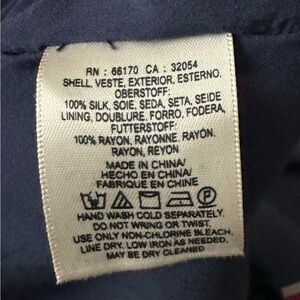 RN : 66170 CA : 32054
SHELL, VESTE, EXTERIOR, ESTERNO,
OBERSTOFF:
100% SILK, SOIE, SEDA, SETA, SEIDE
LINING, DOUBLURE, FORRO, FODERA,
FUTTERSTOFF:
100% RAYON, RAYONNE, RAYON,
RAYON, REYON
MADE IN CHINA/
HECHO EN CHINA/
FABRIQUE EN CHINE
HAND WASH COLD SEPARATELY.
DO NOT WRING OR TWIST.
USE ONLY NON-CHLORINE BLEACH.
LINE DRY. LOW IRON AS NEEDED.
MAY BE DRY CLEANED